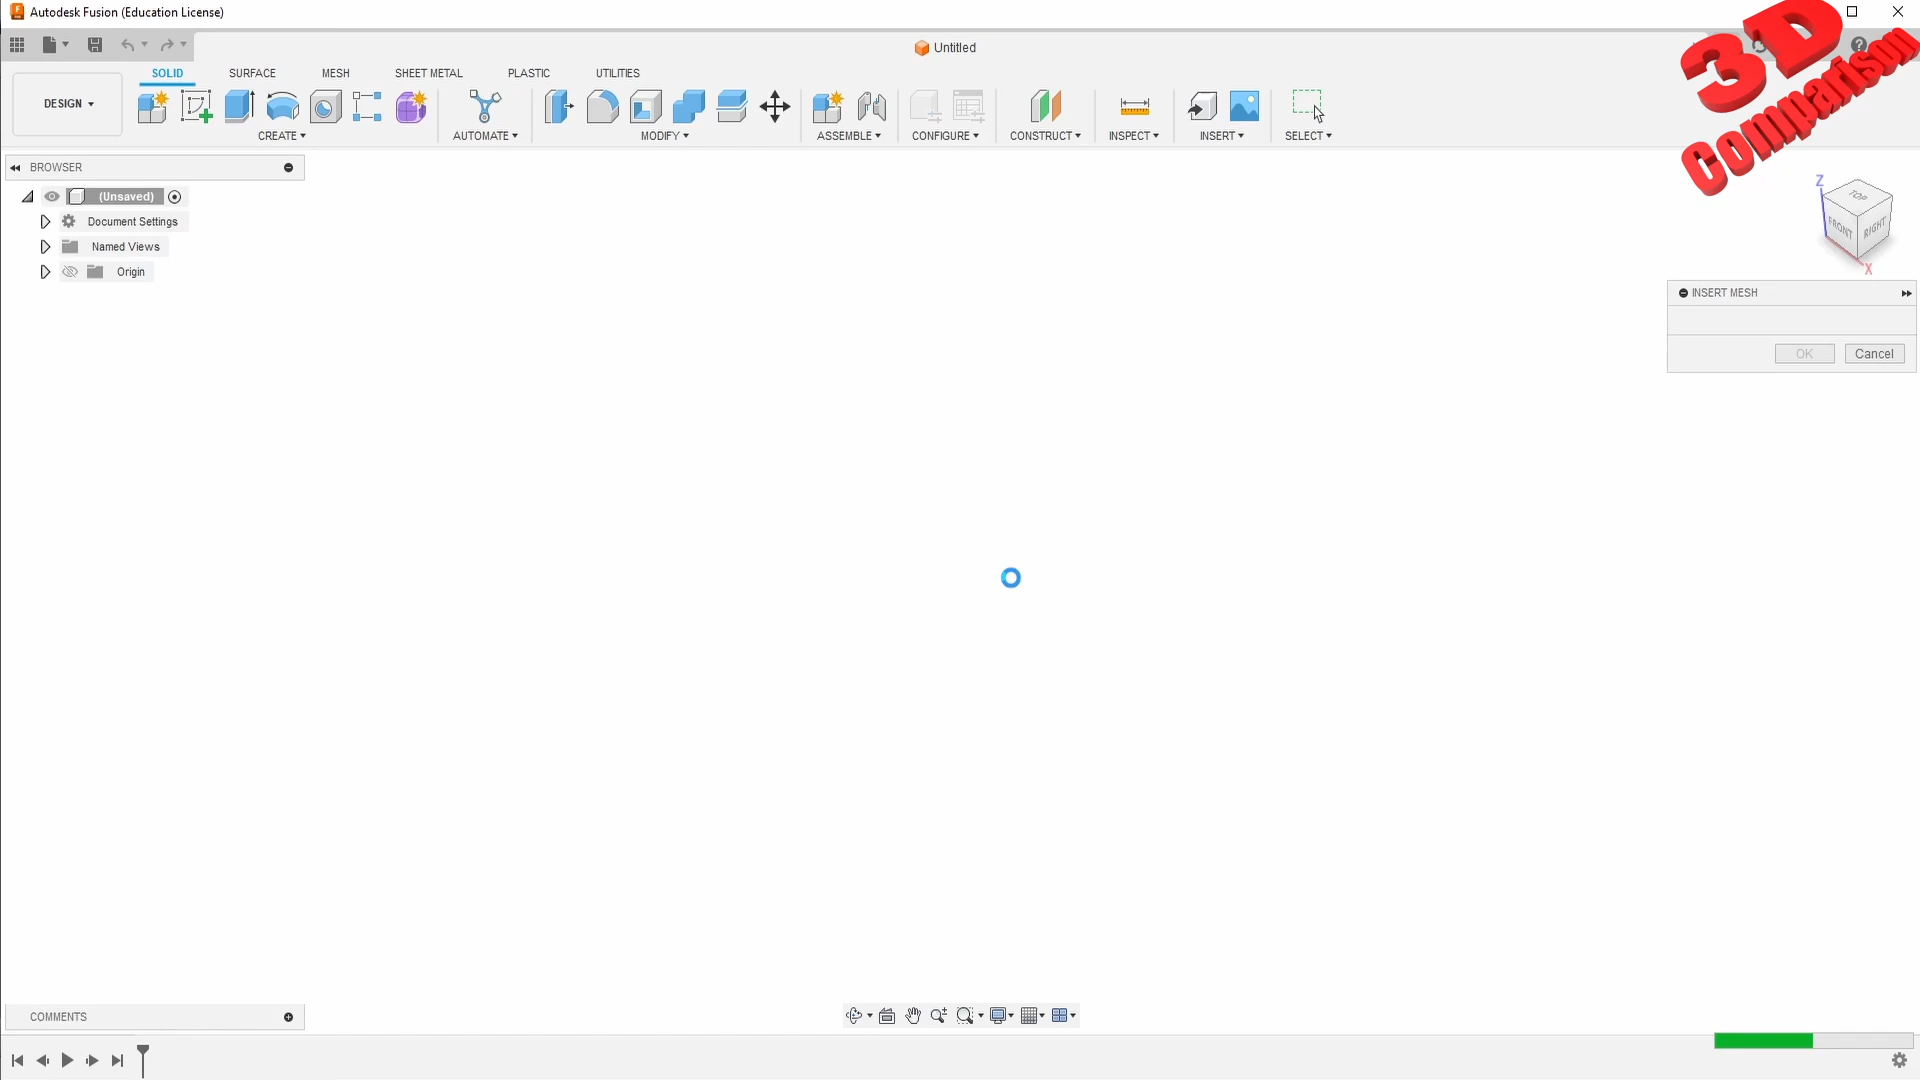 Autodesk Fusion (Education License)
Untitled
3D
Comparison
SOLID
SURFACE
MESH
SHEET METAL
PLASTIC
UTILITIES
DESIGN
CREATE
AUTOMATE
MODIFY
ASSEMBLE
CONFIGURE
CONSTRUCT
INSPECT
INSERT
SELECT
BROWSER
(Unsaved)
Document Settings
Named Views
Origin
Z
TOP
FRONT
RIGHT
X
INSERT MESH
OK
Cancel
COMMENTS